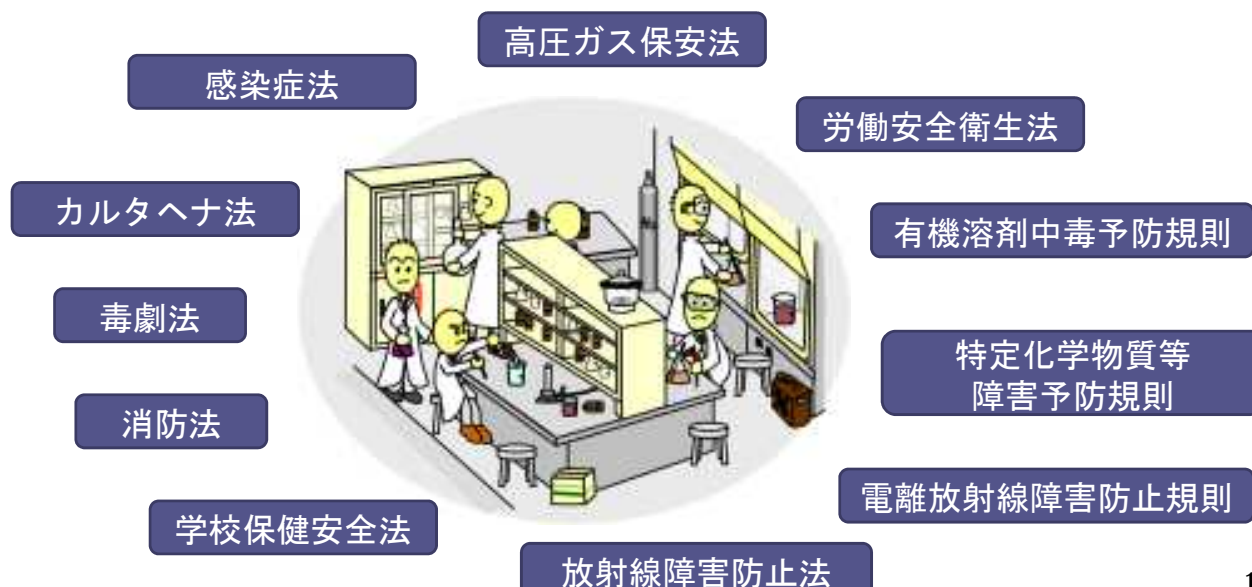 高圧ガス保安法
感染症法
労働安全衛生法
カルタヘナ法
有機溶剤中毒予防規則
毒劇法
特定化学物質等
障害予防規則
消防法
電離放射線障害防止規則
学校保健安全法
放射線障害防止法
1